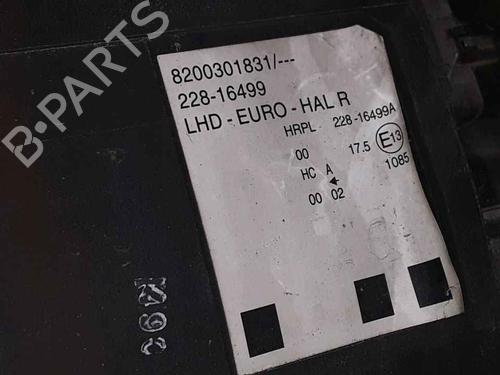 8200301831/---
228-16499
LHD - EURO - HAL R
HRPL 228-16499A
00 17.5 E13
HC A 1085
00 02
B-PARTS